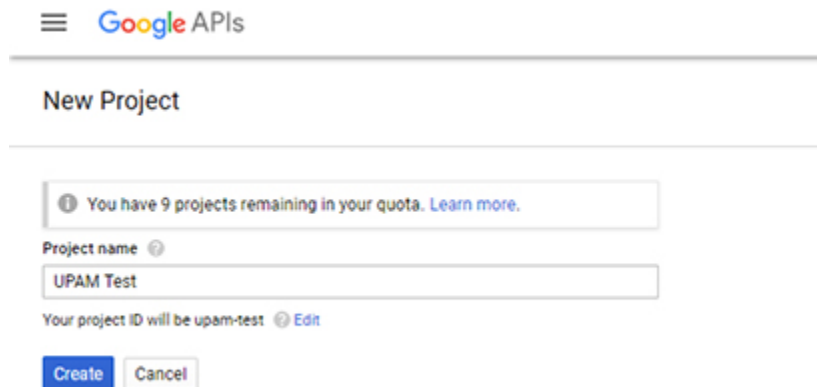 Google APIs
New Project
You have 9 projects remaining in your quota. Learn more.
Project name
UPAM Test
Your project ID will be upam-test Edit
Create Cancel